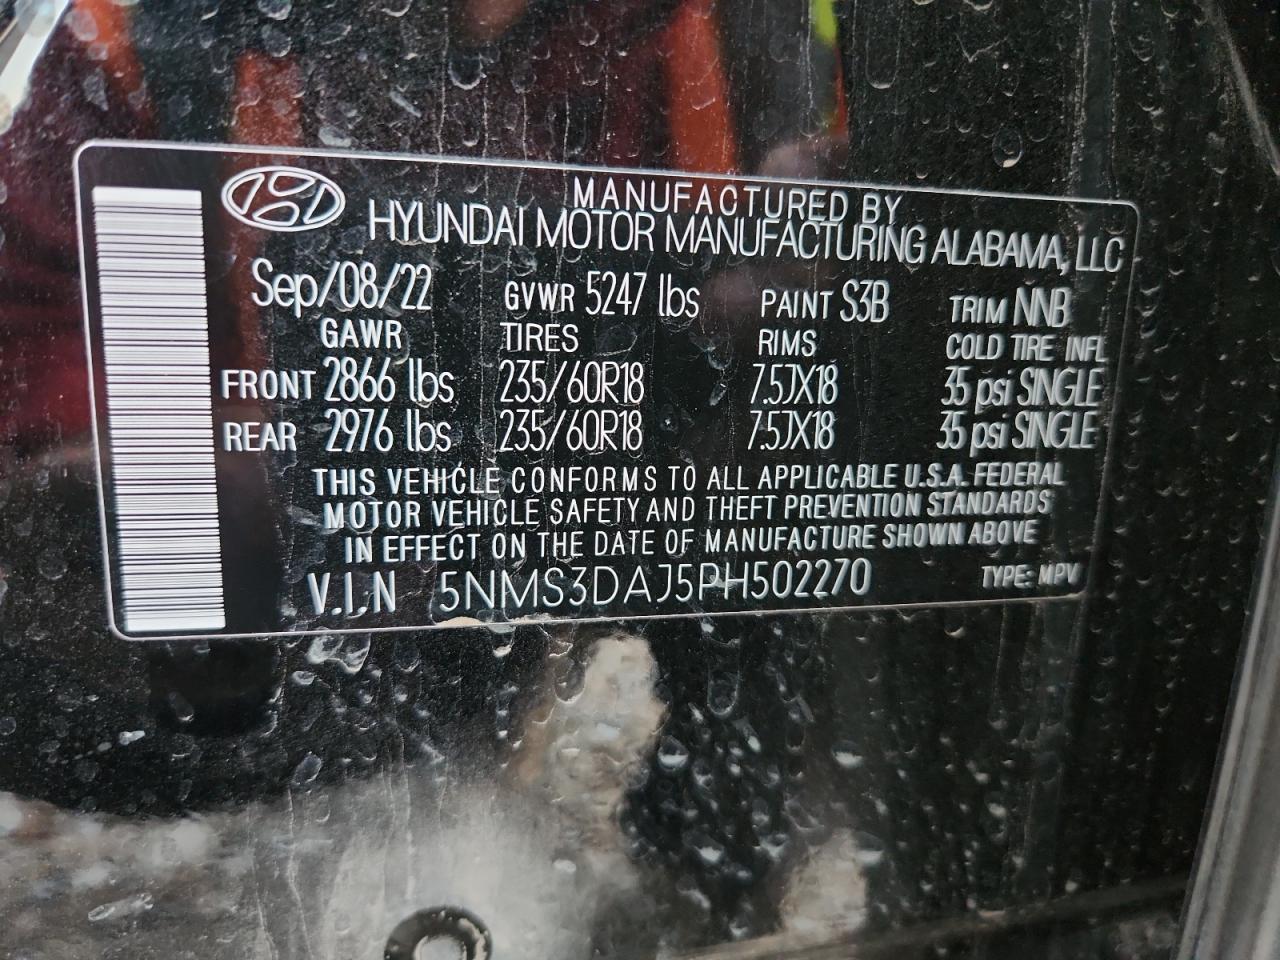 MANUFACTURED BY
HYUNDAI MOTOR MANUFACTURING ALABAMA, LLC
Sep/08/22 GVWR 5247 lbs PAINT S3B TRIM NNB
GAWR TIRES RIMS COLD TIRE INFL
FRONT 2866 lbs 235/60R18 7.5JX18 35 psi SINGLE
REAR 2976 lbs 235/60R18 7.5JX18 35 psi SINGLE
THIS VEHICLE CONFORMS TO ALL APPLICABLE U.S.A. FEDERAL
MOTOR VEHICLE SAFETY AND THEFT PREVENTION STANDARDS
IN EFFECT ON THE DATE OF MANUFACTURE SHOWN ABOVE
V.I.N 5NMS3DAJ5PH502270 TYPE: MPV